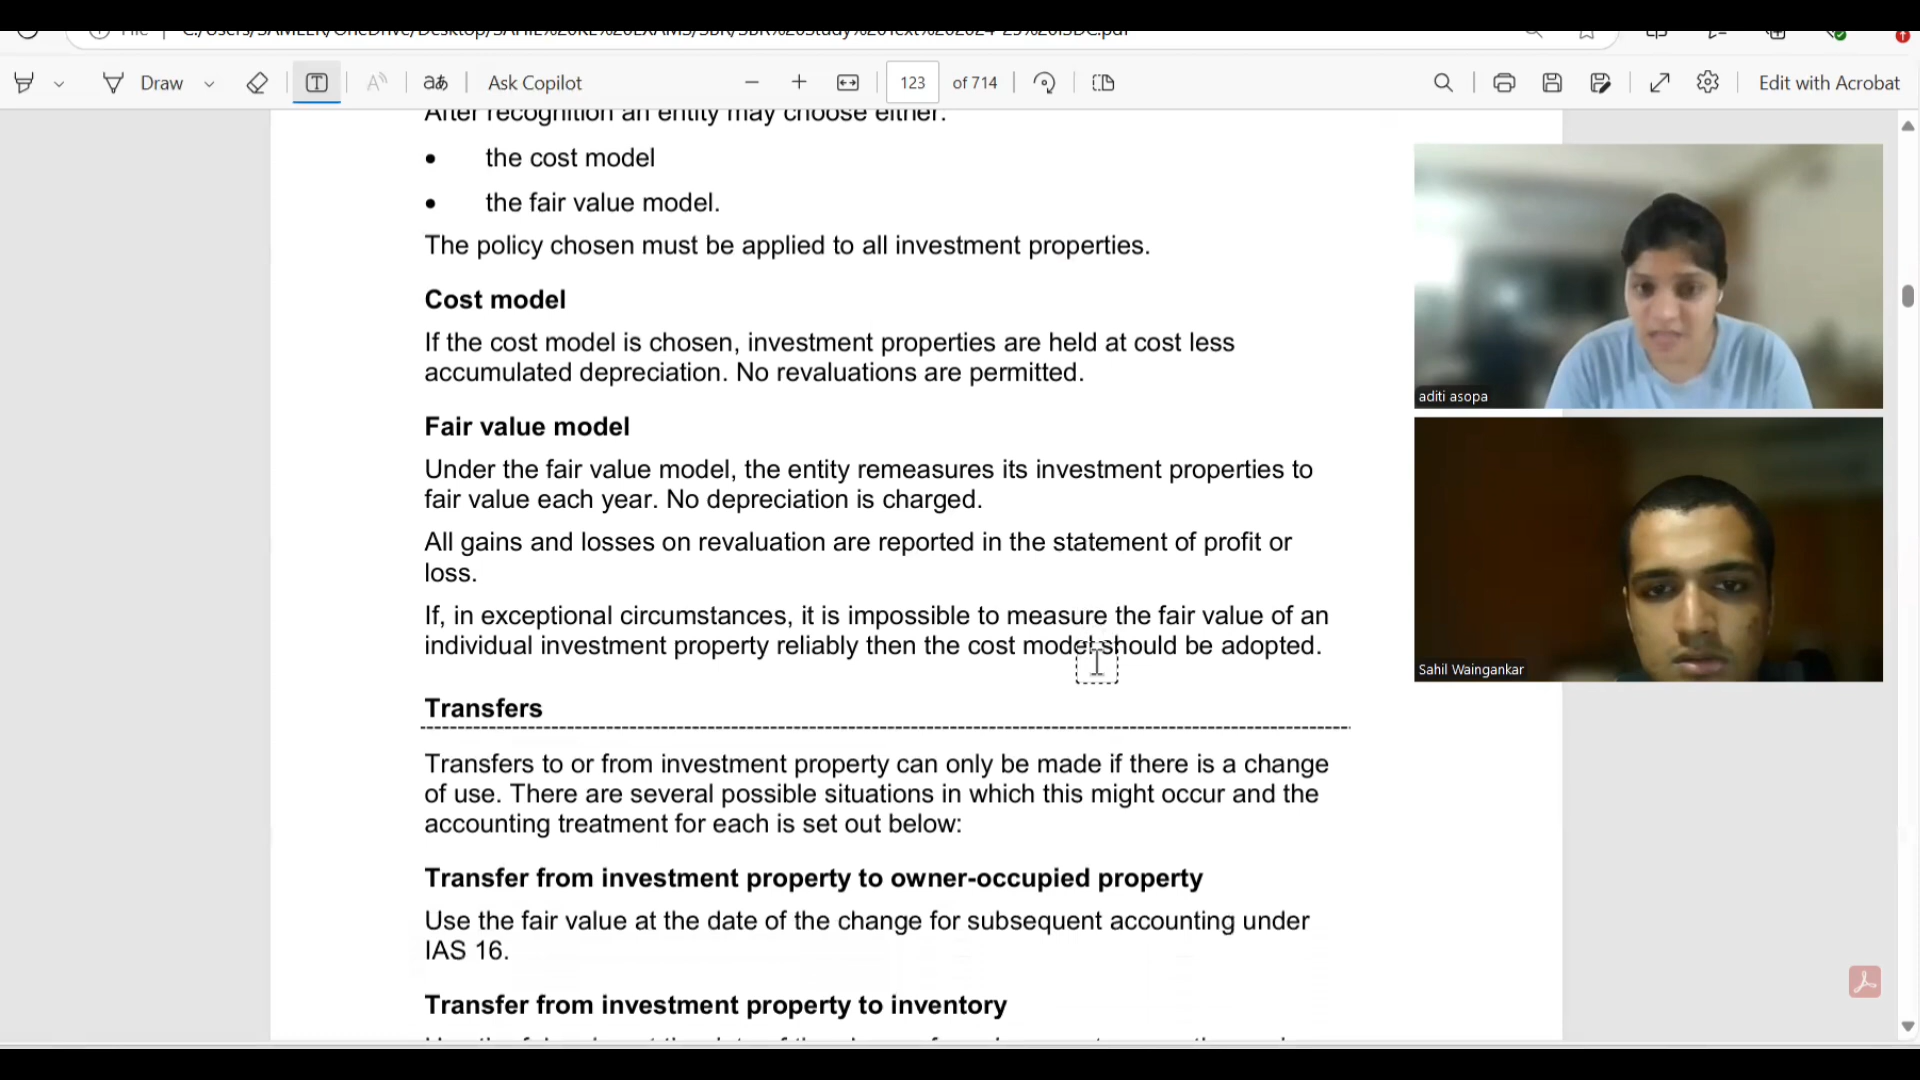 Draw
Ask Copilot
123 of 714
Edit with Acrobat
After recognition an entity may choose either:
• the cost model
• the fair value model.
The policy chosen must be applied to all investment properties.
Cost model
If the cost model is chosen, investment properties are held at cost less
accumulated depreciation. No revaluations are permitted.
Fair value model
Under the fair value model, the entity remeasures its investment properties to
fair value each year. No depreciation is charged.
All gains and losses on revaluation are reported in the statement of profit or
loss.
If, in exceptional circumstances, it is impossible to measure the fair value of an
individual investment property reliably then the cost model should be adopted.
Transfers
Transfers to or from investment property can only be made if there is a change
of use. There are several possible situations in which this might occur and the
accounting treatment for each is set out below:
Transfer from investment property to owner-occupied property
Use the fair value at the date of the change for subsequent accounting under
IAS 16.
Transfer from investment property to inventory
aditi asopa
Sahil Waingankar